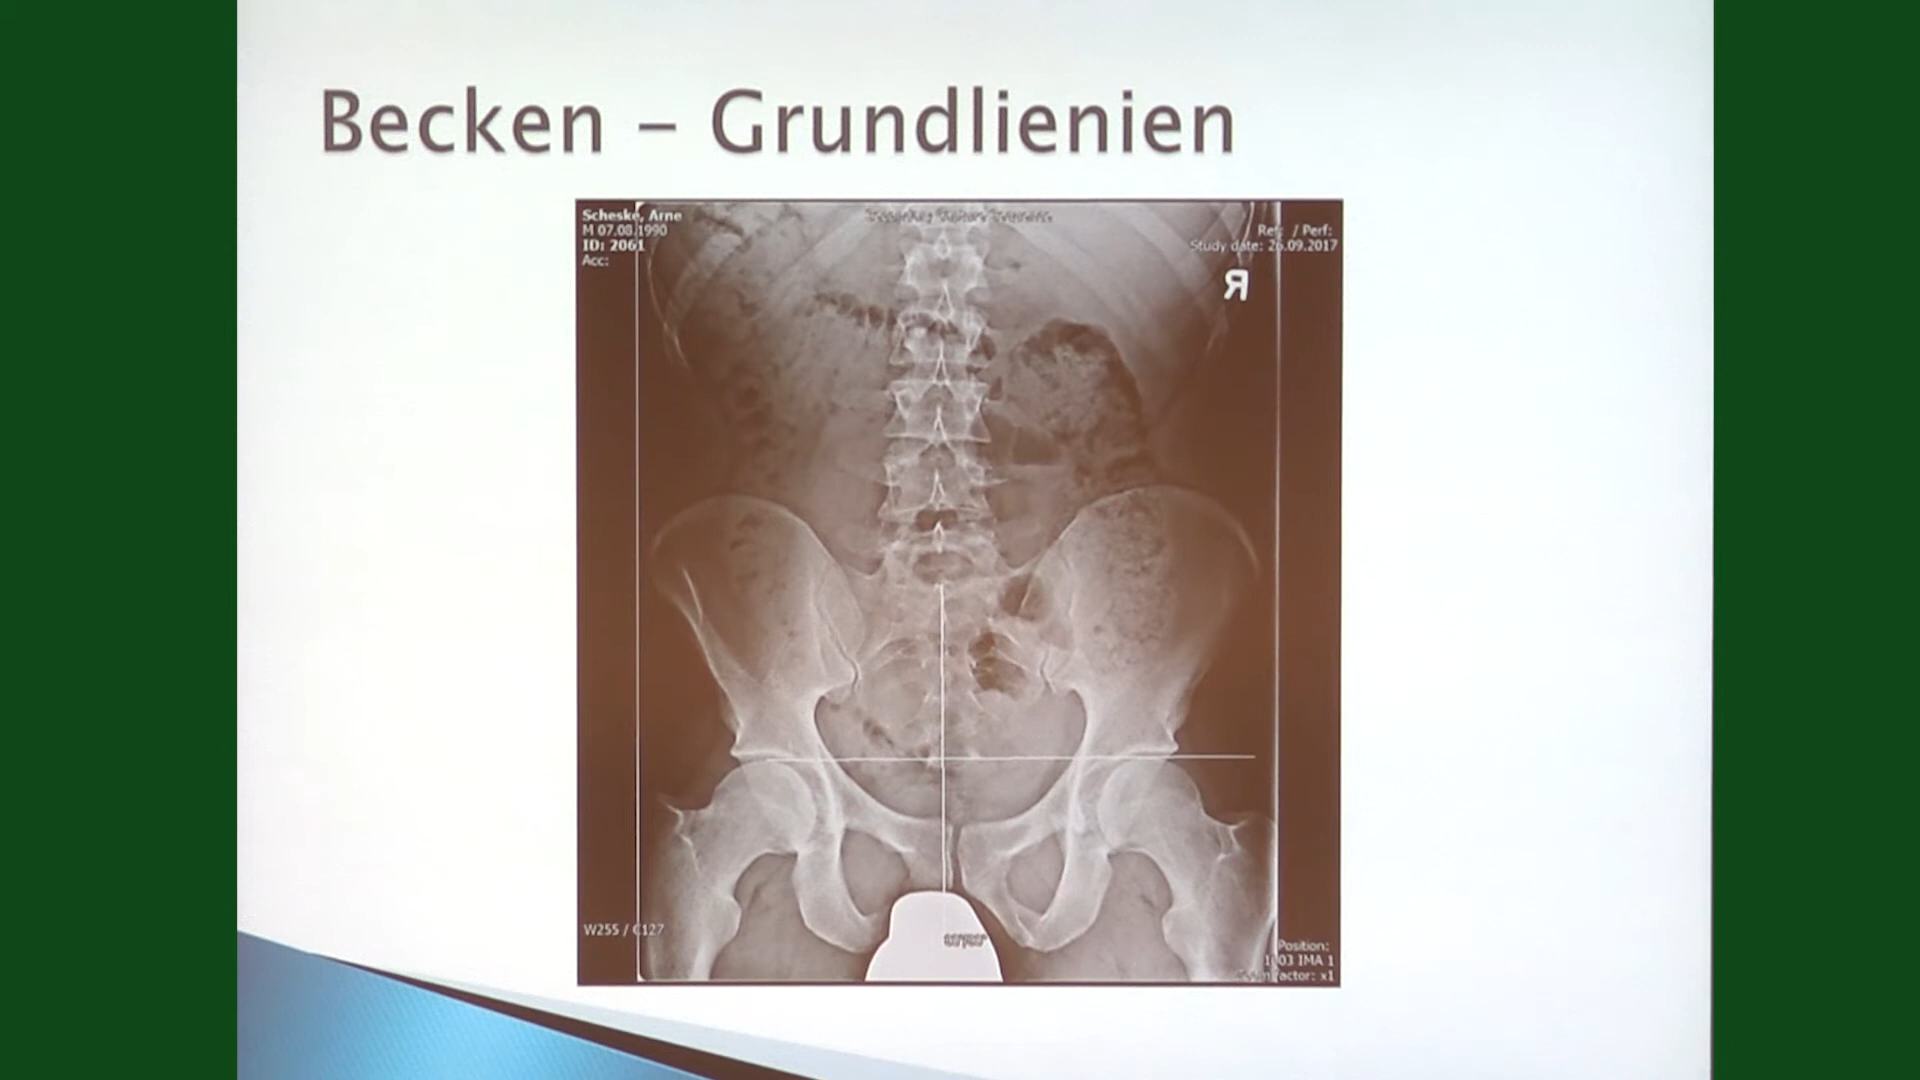 Becken – Grundlienien
Scheske, Arne
M 07.08.1990
ID: 2061
Acc:
Ref: / Perf:
Study date: 26.09.2017
R
W255 / C127
Position:
IMA 1
factor: x1